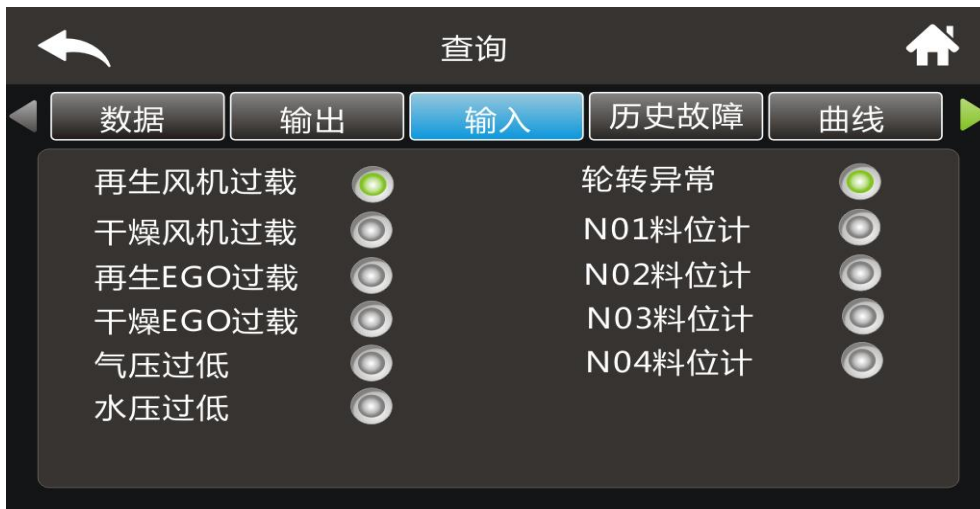 查询
数据 输出 输入 历史故障 曲线
再生风机过载 轮转异常
干燥风机过载 N01料位计
再生EGO过载 N02料位计
干燥EGO过载 N03料位计
气压过低 N04料位计
水压过低